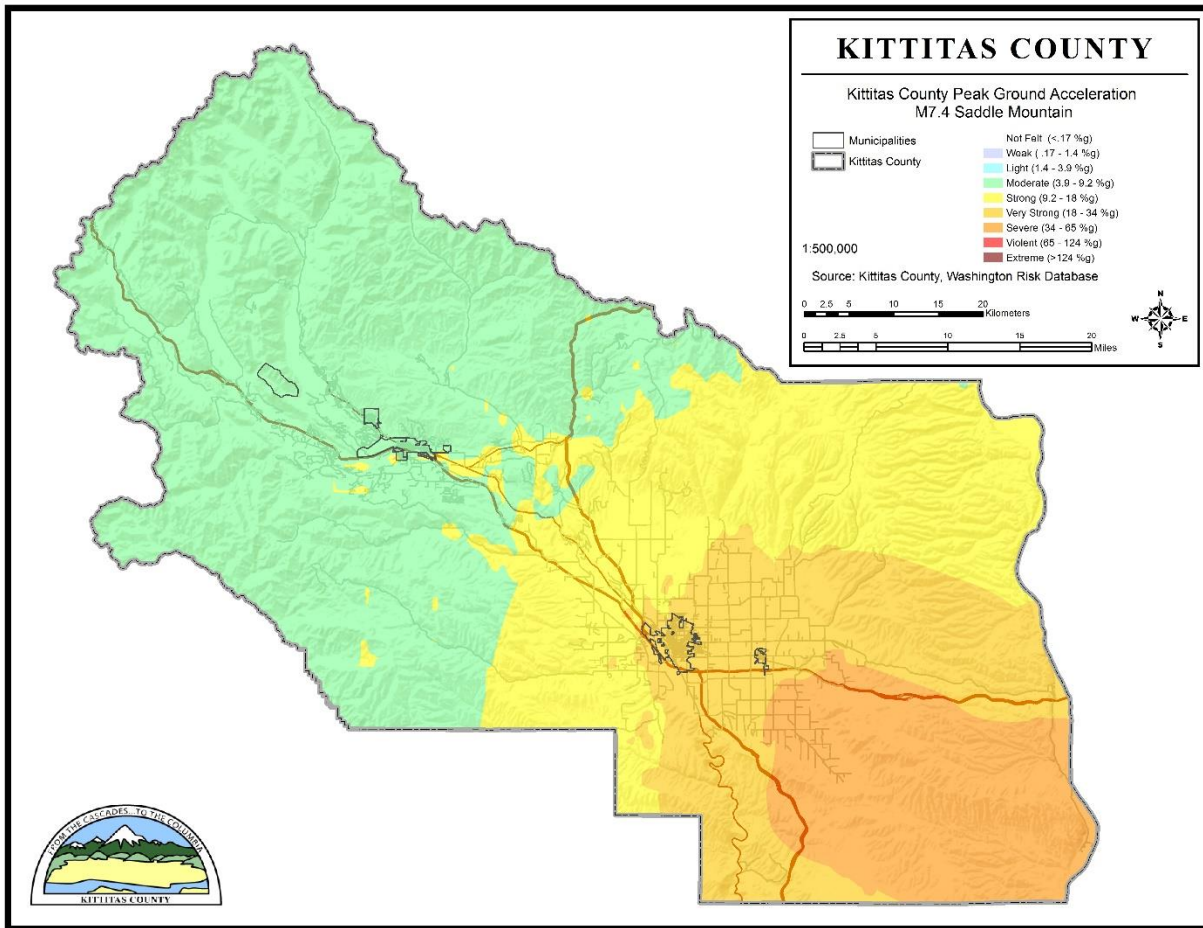 KITTITAS COUNTY
Kittitas County Peak Ground Acceleration
M7.4 Saddle Mountain
Municipalities
Kittitas County
Not Felt (<.17 %g)
Weak ( .17 - 1.4 %g)
Light (1.4 - 3.9 %g)
Moderate (3.9 - 9.2 %g)
Strong (9.2 - 18 %g)
Very Strong (18 - 34 %g)
Severe (34 - 65 %g)
Violent (65 - 124 %g)
Extreme (>124 %g)
1:500,000
Source: Kittitas County, Washington Risk Database
0 2.5 5 10 15 20
Kilometers
0 2.5 5 10 15 20
Miles
N
W E
S
FROM THE CASCADES...TO THE COLUMBIA
KITTITAS COUNTY